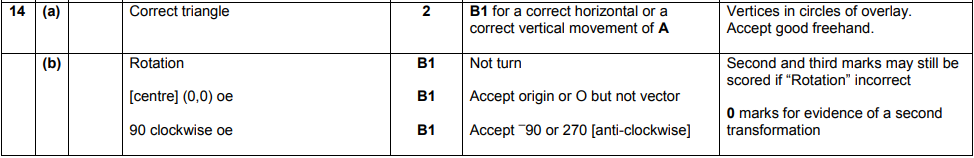 14 (a) Correct triangle 2 B1 for a correct horizontal or a correct vertical movement of A Vertices in circles of overlay. Accept good freehand.
(b) Rotation B1 Not turn Second and third marks may still be scored if “Rotation” incorrect
[centre] (0,0) oe B1 Accept origin or O but not vector
0 marks for evidence of a second transformation
90 clockwise oe B1 Accept ¯90 or 270 [anti-clockwise]